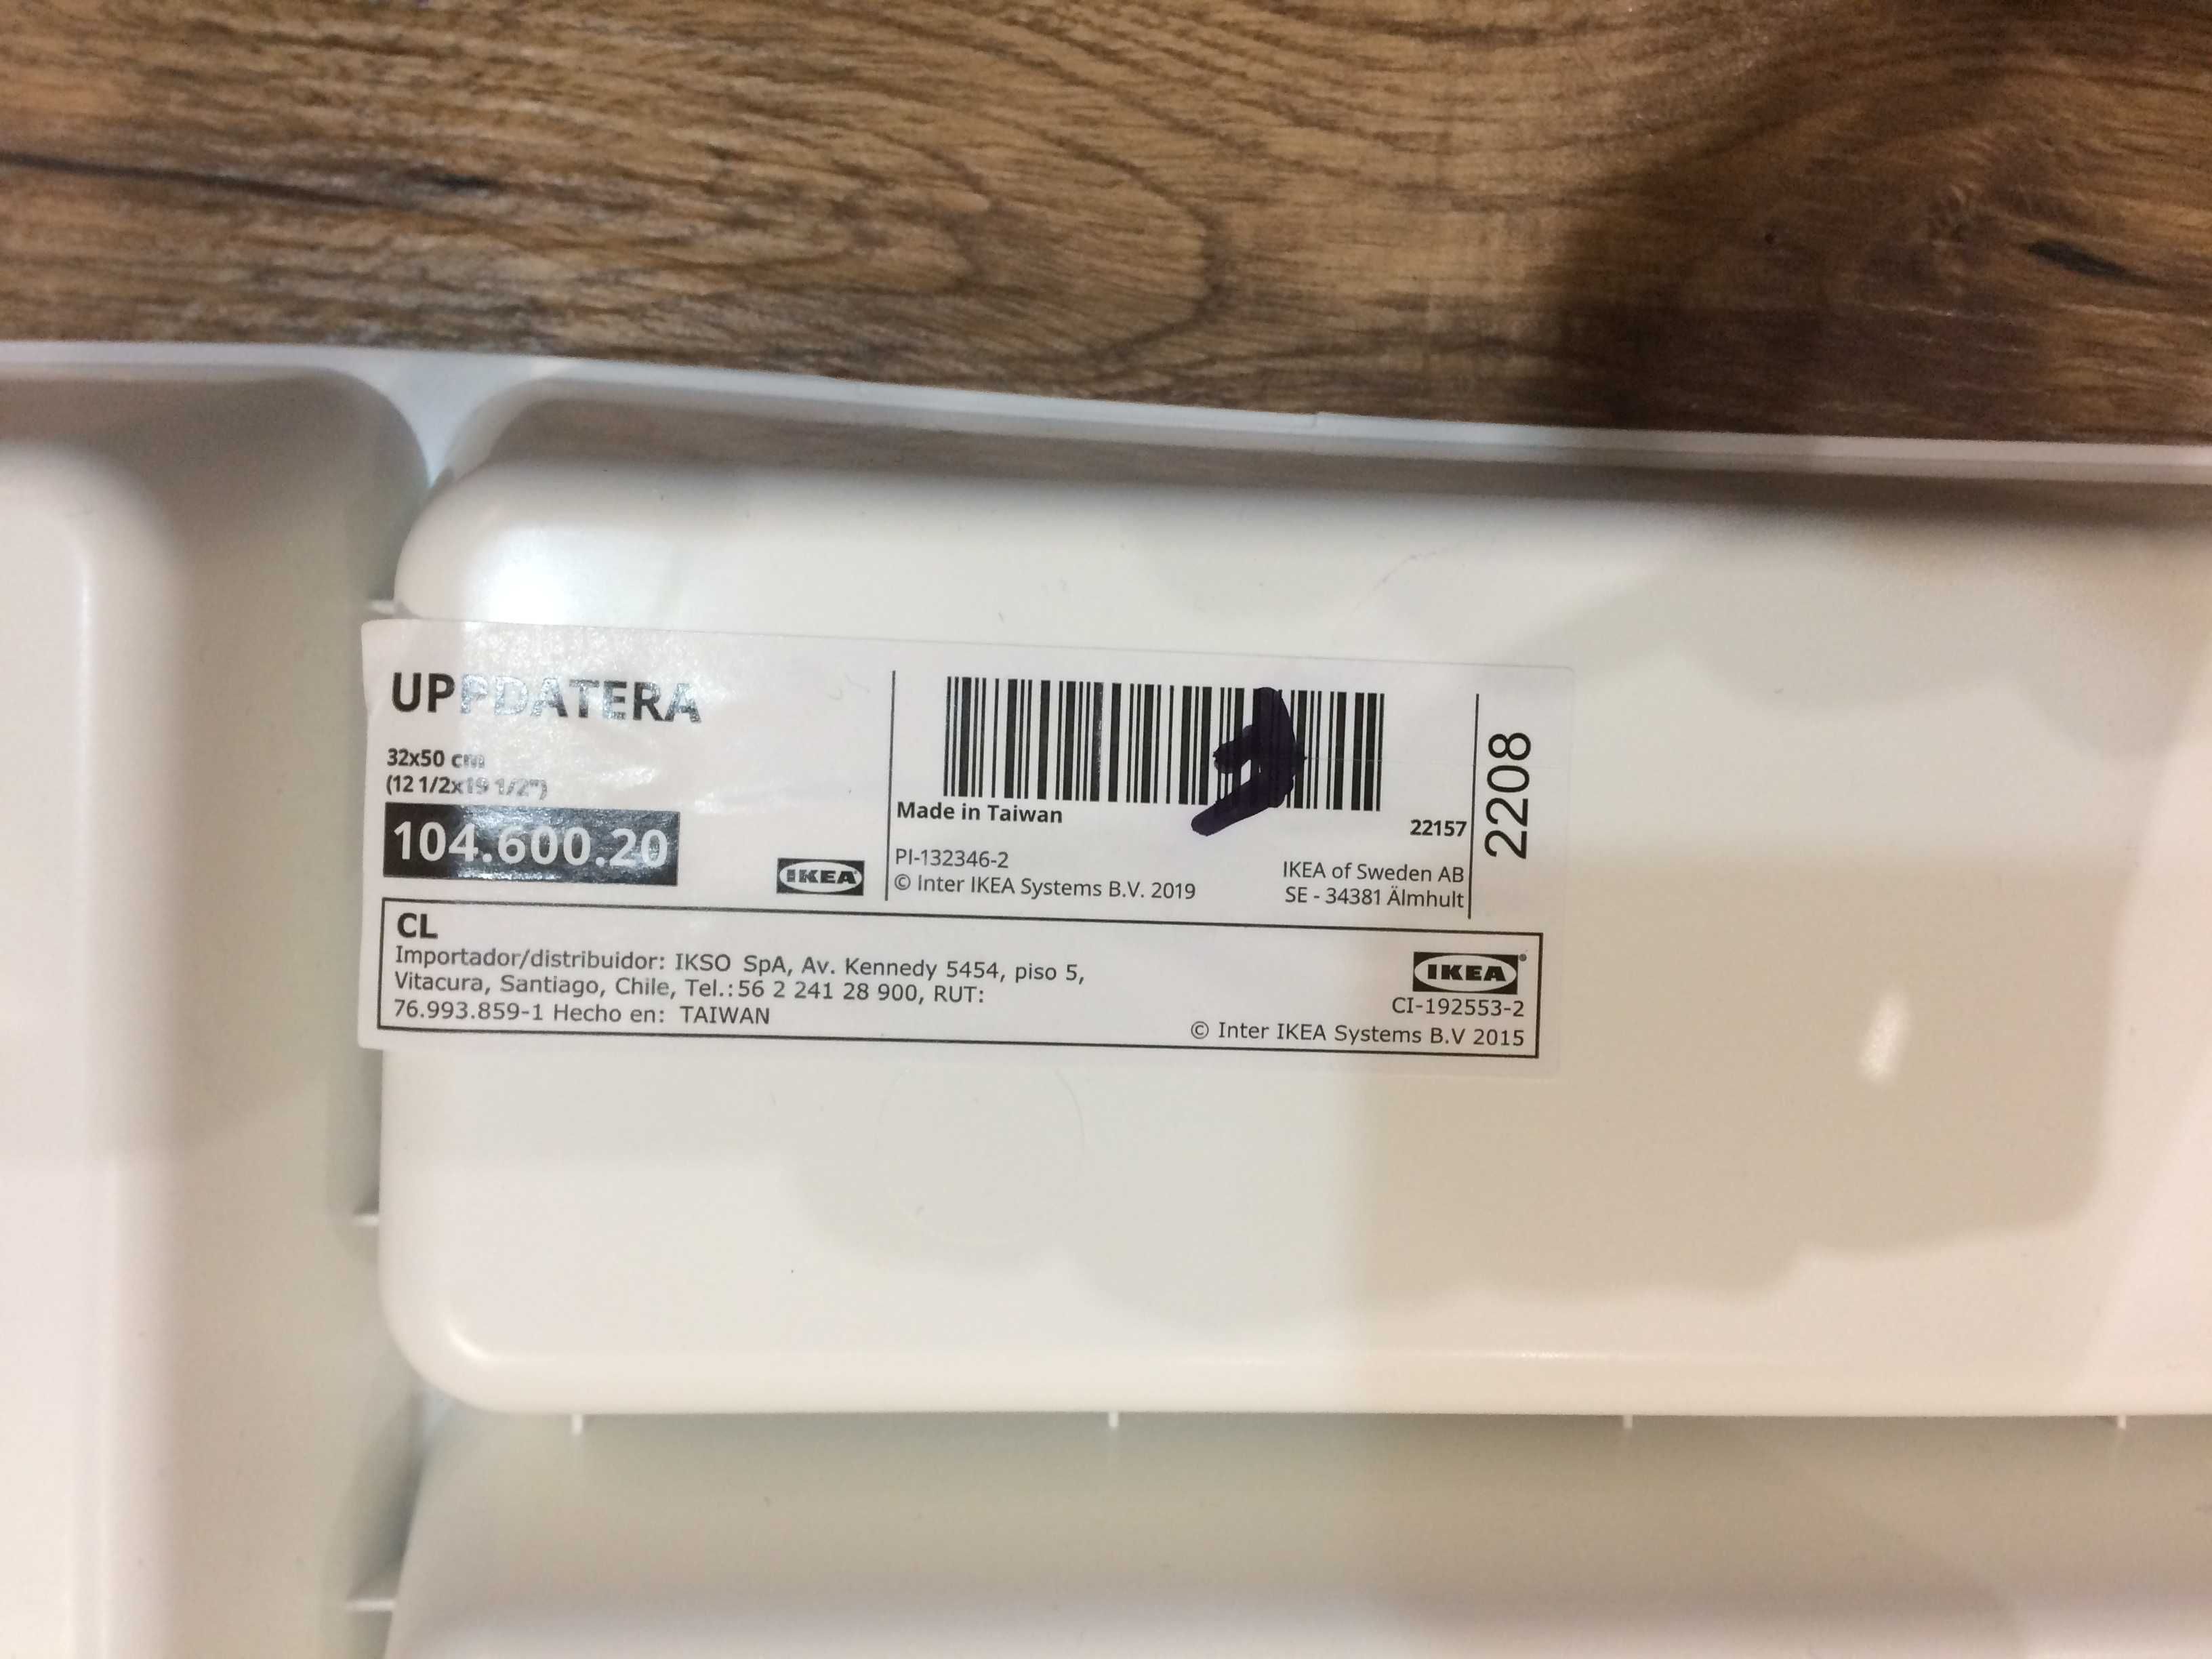 UPPDATERA
32x50 cm
(12 1/2x19 1/2")
104.600.20
IKEA
Made in Taiwan
22157
PI-132346-2
© Inter IKEA Systems B.V. 2019
IKEA of Sweden AB
SE - 34381 Älmhult
2208
CL
Importador/distribuidor: IKSO SpA, Av. Kennedy 5454, piso 5,
Vitacura, Santiago, Chile, Tel.:56 2 241 28 900, RUT:
76.993.859-1 Hecho en: TAIWAN
IKEA®
CI-192553-2
© Inter IKEA Systems B.V 2015